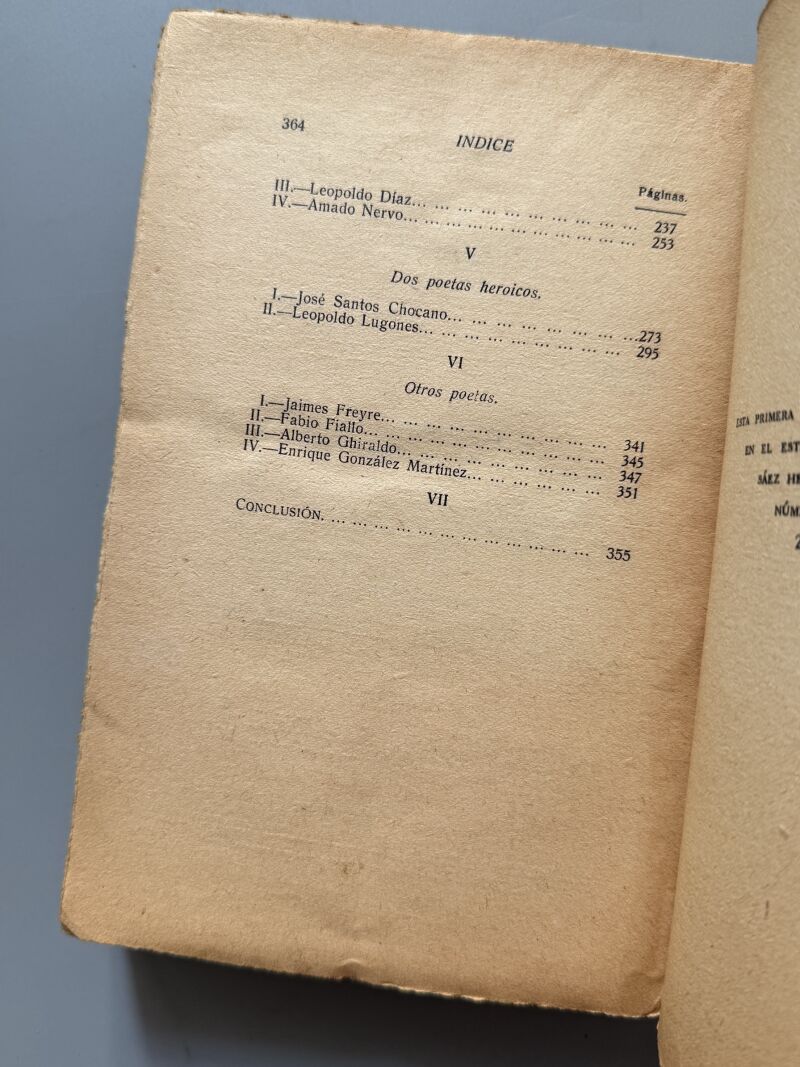 364
INDICE
Páginas.
III.—Leopoldo Díaz... ... ... ... ... ... ... ... ... ... 237
IV.—Amado Nervo... ... ... ... ... ... ... ... ... ... ... 253
V
Dos poetas heroicos.
I.—José Santos Chocano... ... ... ... ... ... ... ...273
II.—Leopoldo Lugones... ... ... ... ... ... ... ... ... 295
VI
Otros poetas.
I.—Jaimes Freyre... ... ... ... ... ... ... ... ... ... 341
II.—Fabio Fiallo... ... ... ... ... ... ... ... ... ... ... 345
III.—Alberto Ghiraldo... ... ... ... ... ... ... ... ... 347
IV.—Enrique González Martínez... ... ... ... ... ... 351
VII
CONCLUSIÓN. ... ... ... ... ... ... ... ... ... ... ... ... 355
ESTA PRIMERA
EN EL EST
SÁEZ HE
NÚM